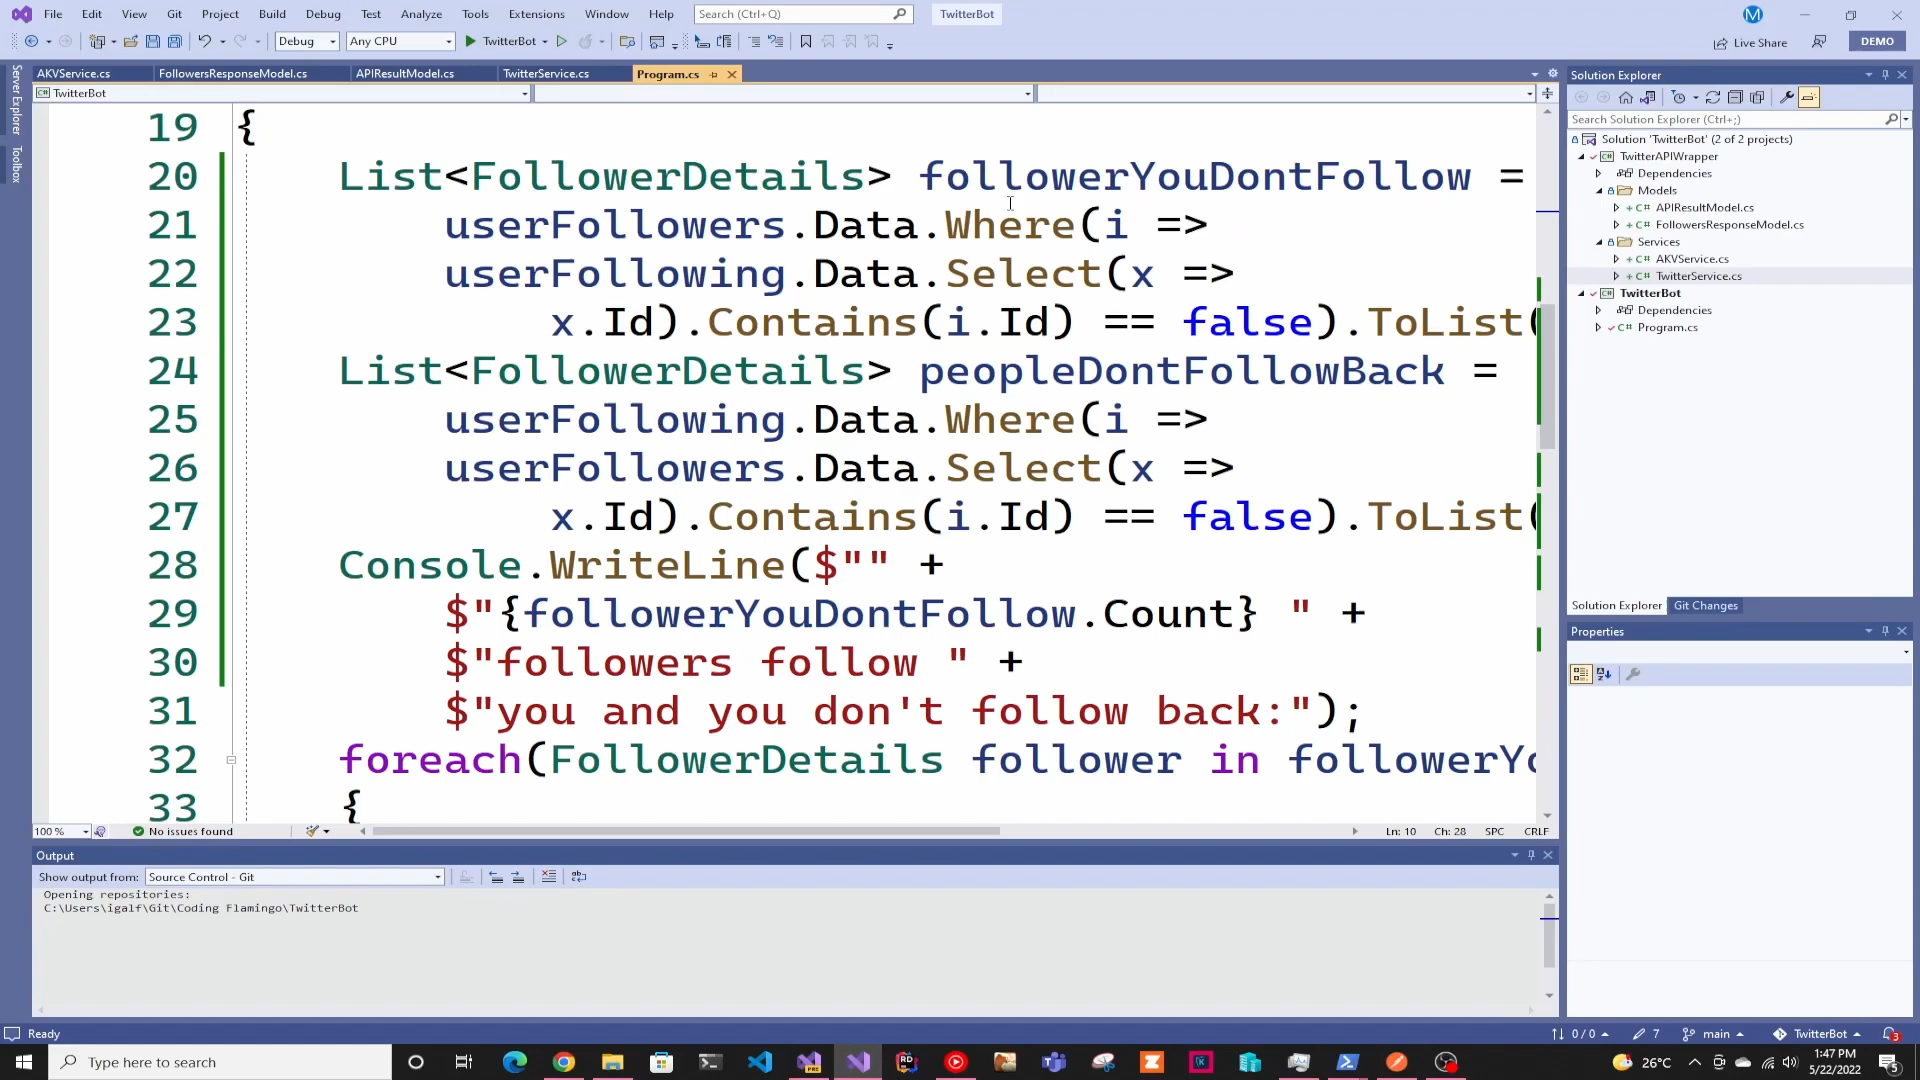 File Edit View Git Project Build Debug Test Analyze Tools Extensions Window Help Search (Ctrl+Q) TwitterBot
Debug Any CPU TwitterBot Live Share DEMO
Server Explorer
Toolbox
AKVService.cs FollowersResponseModel.cs APIResultModel.cs TwitterService.cs Program.cs
TwitterBot
19 {
20 List<FollowerDetails> followerYouDontFollow =
21 userFollowers.Data.Where(i =>
22 userFollowing.Data.Select(x =>
23 x.Id).Contains(i.Id) == false).ToList(
24 List<FollowerDetails> peopleDontFollowBack =
25 userFollowing.Data.Where(i =>
26 userFollowers.Data.Select(x =>
27 x.Id).Contains(i.Id) == false).ToList(
28 Console.WriteLine($"" +
29 $"{followerYouDontFollow.Count} " +
30 $"followers follow " +
31 $"you and you don't follow back:");
32 foreach(FollowerDetails follower in followerYo
33 {
100 % No issues found Ln: 10 Ch: 28 SPC CRLF
Output
Show output from: Source Control - Git
Opening repositories:
C:\Users\igalf\Git\Coding Flamingo\TwitterBot
Solution Explorer
Search Solution Explorer (Ctrl+;)
Solution 'TwitterBot' (2 of 2 projects)
TwitterAPIWrapper
Dependencies
Models
C# APIResultModel.cs
C# FollowersResponseModel.cs
Services
C# AKVService.cs
C# TwitterService.cs
TwitterBot
Dependencies
C# Program.cs
Solution Explorer Git Changes
Properties
Ready 0 / 0 7 main TwitterBot 3
Type here to search 26°C 1:47 PM
5/22/2022 5